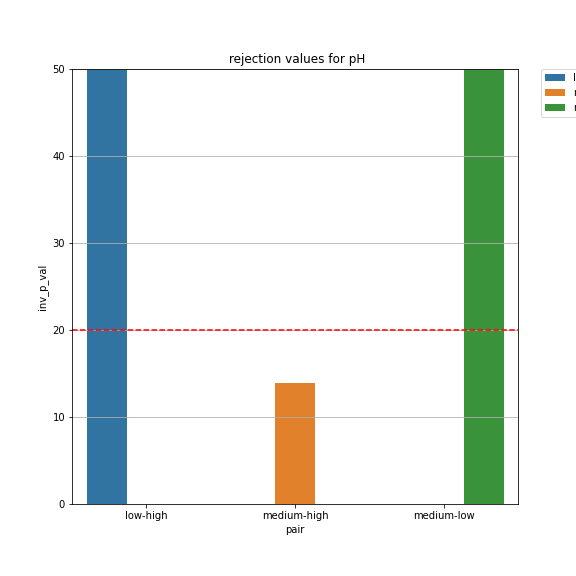 rejection values for pH
50
40
30
20
10
0
inv_p_val
low-high
medium-high
medium-low
pair